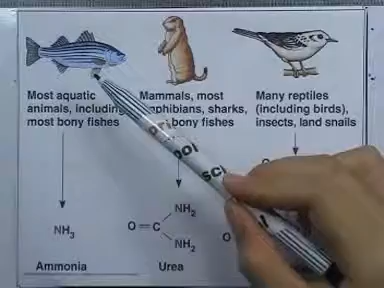 Most aquatic
animals, including
most bony fishes
Mammals, most
amphibians, sharks,
bony fishes
Many reptiles
(including birds),
insects, land snails
NH3
O=C
NH2
NH2
O
Ammonia
Urea